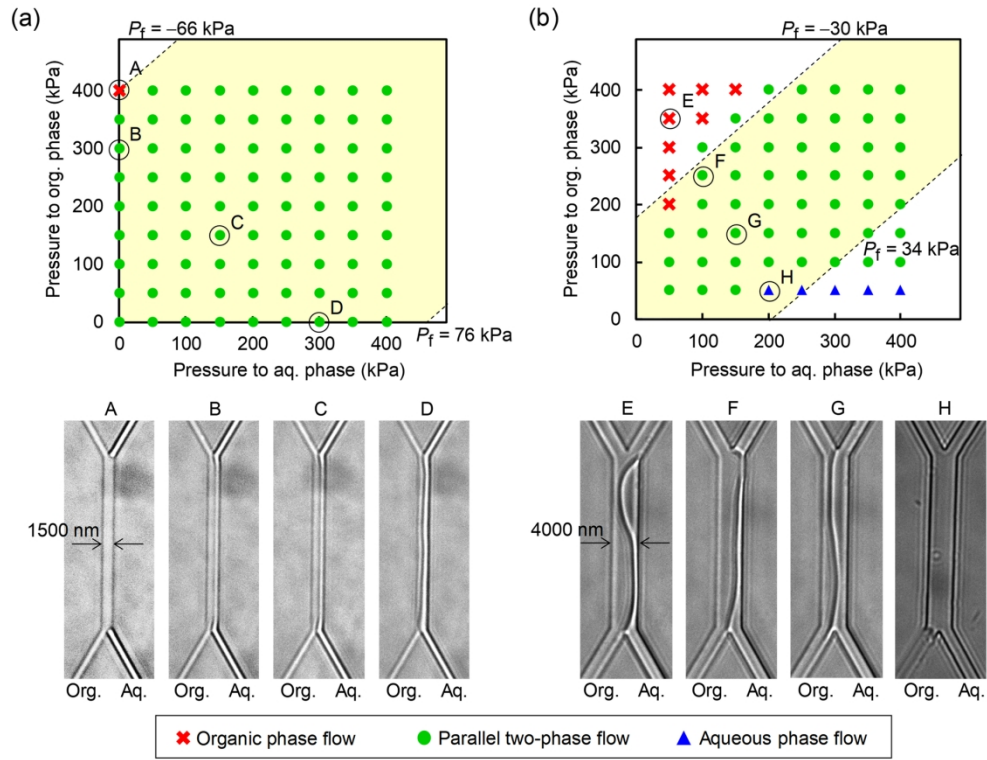 (a)
P_f = −66 kPa
A
B
C
D
P_f = 76 kPa
400
300
200
100
0
0
100
200
300
400
Pressure to org. phase (kPa)
Pressure to aq. phase (kPa)
(b)
P_f = −30 kPa
E
F
G
H
P_f = 34 kPa
400
300
200
100
0
0
100
200
300
400
Pressure to org. phase (kPa)
Pressure to aq. phase (kPa)
A B C D
1500 nm
Org. Aq. Org. Aq. Org. Aq. Org. Aq.
E F G H
4000 nm
Org. Aq. Org. Aq. Org. Aq. Org. Aq.
Organic phase flow Parallel two-phase flow Aqueous phase flow